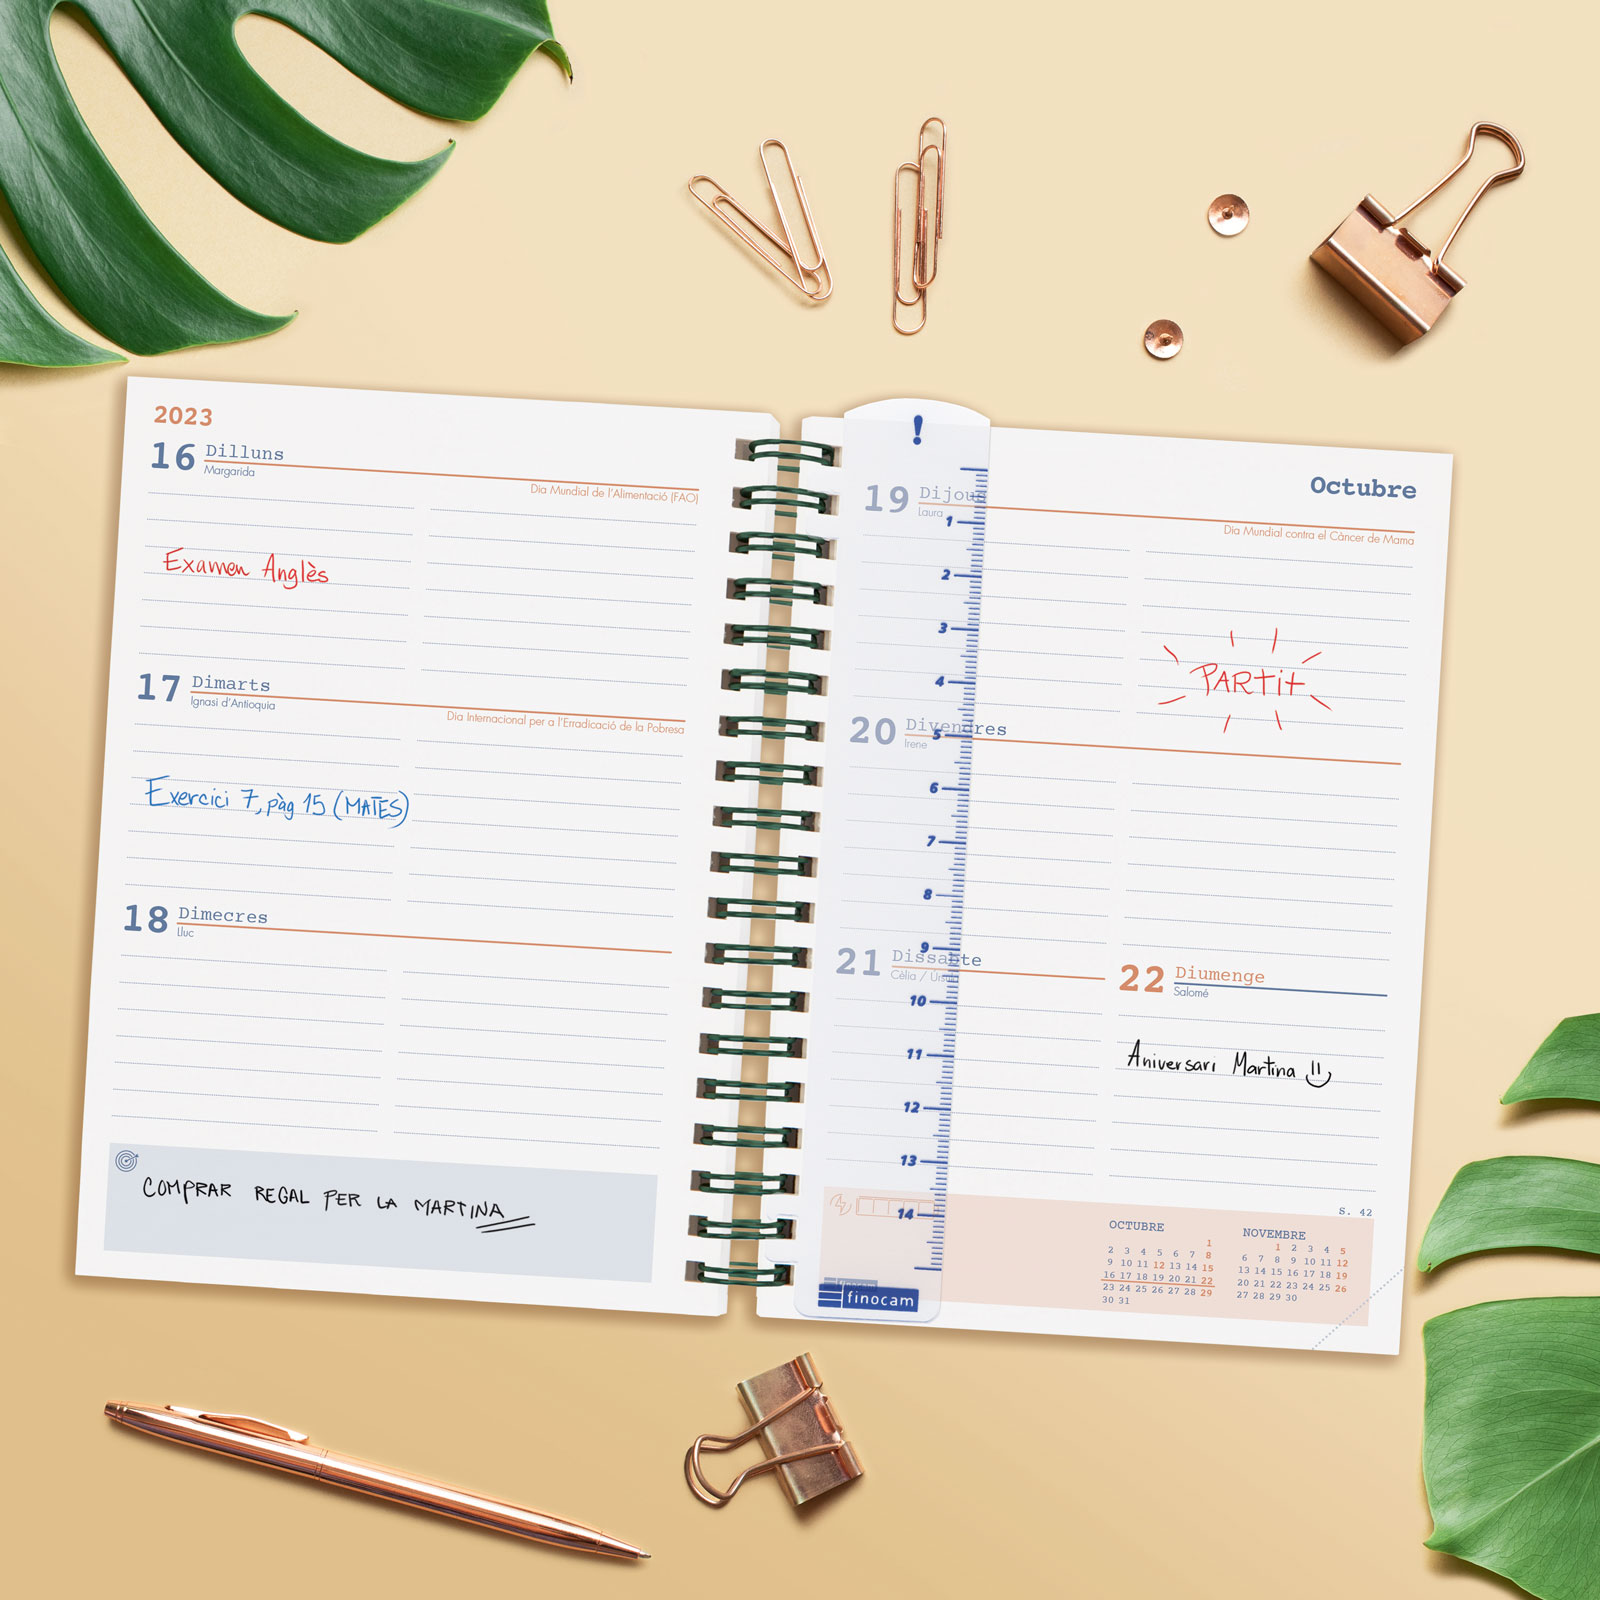 2023
16 Dilluns
Margarida
Dia Mundial de l'Alimentació (FAO)
Examen Anglès
17 Dimarts
Ignasi d'Antioquia
Dia Internacional per a l'Erradicació de la Pobresa
Exercici 7, pàg 15 (MATES)
18 Dimecres
Lluc
COMPRAR REGAL PER LA MARTINA
!
Octubre
19 Dijous
Laura
Dia Mundial contra el Càncer de Mama
PARTIT
20 Divendres
Irene
21 Dissabte
Cèlia /
22 Diumenge
Salomé
Aniversari Martina
1
2
3
4
5
6
7
8
9
10
11
12
13
14
finocam
S. 42
OCTUBRE
1
2 3 4 5 6 7 8
9 10 11 12 13 14 15
16 17 18 19 20 21 22
23 24 25 26 27 28 29
30 31
NOVEMBRE
1 2 3 4 5
6 7 8 9 10 11 12
13 14 15 16 17 18 19
20 21 22 23 24 25 26
27 28 29 30